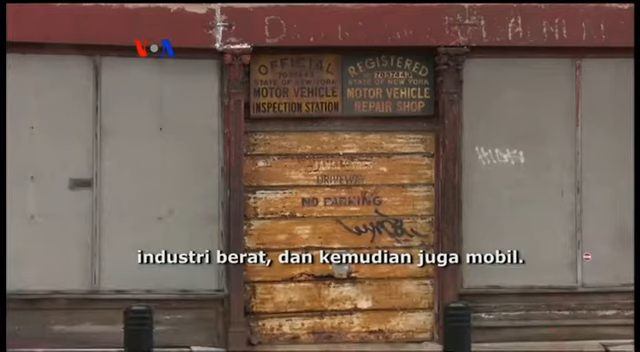 VOA
OFFICIAL
STATE OF NEW YORK
MOTOR VEHICLE
INSPECTION STATION
REGISTERED
STATE OF NEW YORK
MOTOR VEHICLE
REPAIR SHOP
DRIVEWAY
NO PARKING
industri berat, dan kemudian juga mobil.